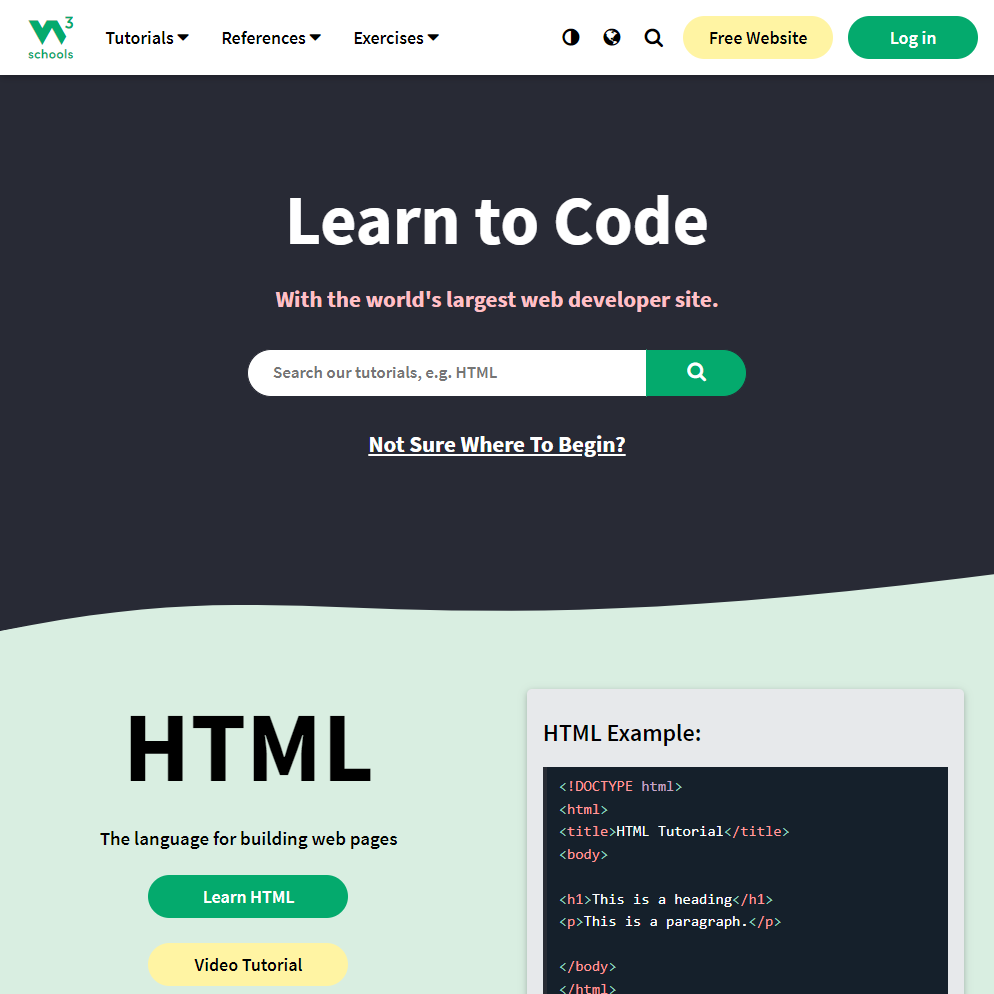 3
schools
Tutorials
References
Exercises
Free Website
Log in
Learn to Code
With the world's largest web developer site.
Search our tutorials, e.g. HTML
Not Sure Where To Begin?
HTML
The language for building web pages
Learn HTML
Video Tutorial
HTML Example:
<!DOCTYPE html>
<html>
<title>HTML Tutorial</title>
<body>
<h1>This is a heading</h1>
<p>This is a paragraph.</p>
</body>
</html>